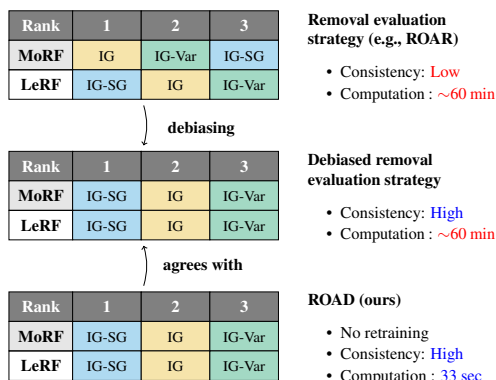 Rank 1 2 3
MoRF IG IG-Var IG-SG
LeRF IG-SG IG IG-Var
Removal evaluation
strategy (e.g., ROAR)
• Consistency: Low
• Computation : ∼60 min
debiasing
Rank 1 2 3
MoRF IG-SG IG IG-Var
LeRF IG-SG IG IG-Var
Debiased removal
evaluation strategy
• Consistency: High
• Computation : ∼60 min
agrees with
Rank 1 2 3
MoRF IG-SG IG IG-Var
LeRF IG-SG IG IG-Var
ROAD (ours)
• No retraining
• Consistency: High
• Computation : 33 sec